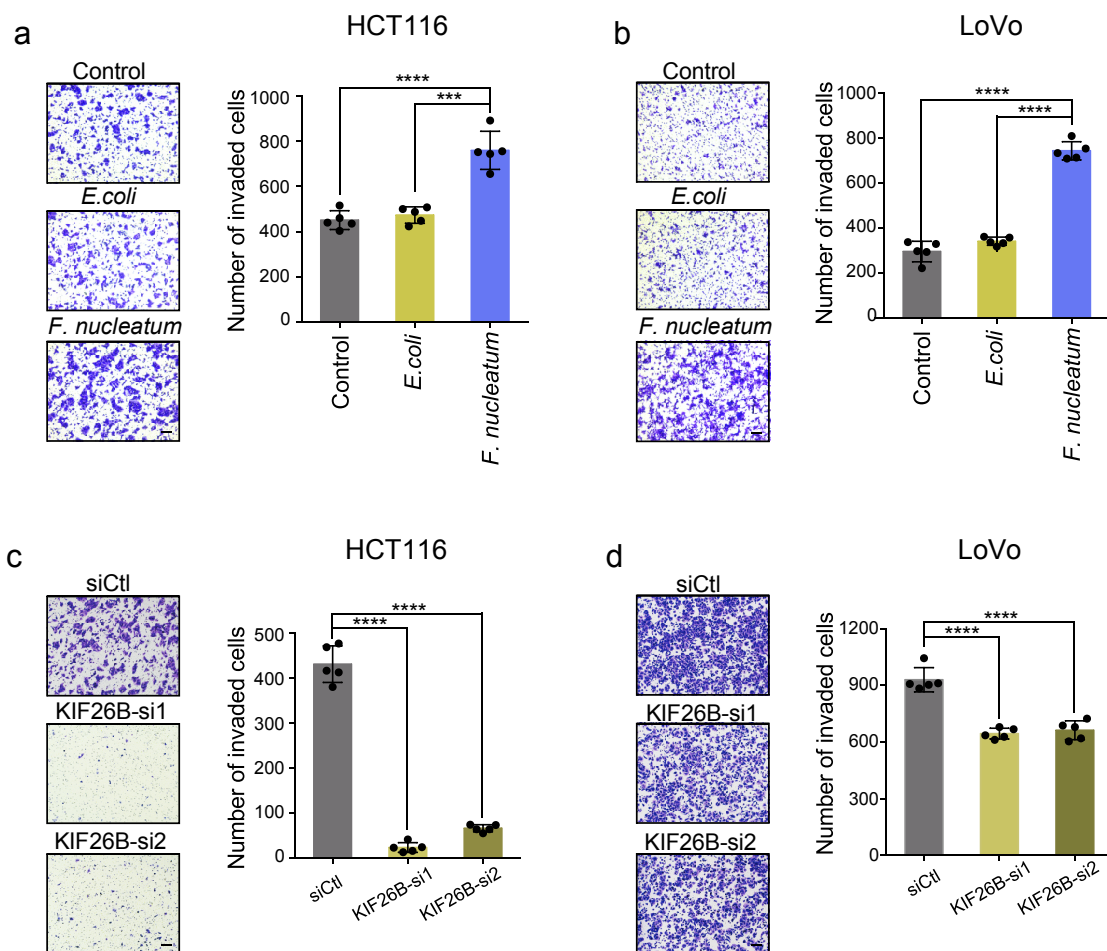 a
HCT116
Control
E.coli
F. nucleatum
Number of invaded cells
1000
800
600
400
200
0
****
***
Control
E.coli
F. nucleatum
b
LoVo
Control
E.coli
F. nucleatum
Number of invaded cells
1000
800
600
400
200
0
****
****
Control
E.coli
F. nucleatum
c
HCT116
siCtl
KIF26B-si1
KIF26B-si2
Number of invaded cells
500
400
300
200
100
0
****
****
siCtl
KIF26B-si1
KIF26B-si2
d
LoVo
siCtl
KIF26B-si1
KIF26B-si2
Number of invaded cells
1200
900
600
300
0
****
****
siCtl
KIF26B-si1
KIF26B-si2